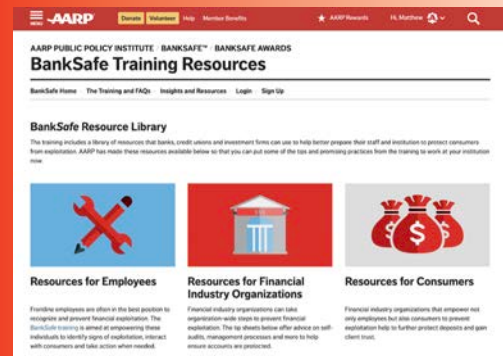 MENU
AARP
Donate Volunteer Help Member Benefits
AARP Rewards
Hi, Matthew
AARP PUBLIC POLICY INSTITUTE BANKSAFE™ BANKSAFE AWARDS
BankSafe Training Resources
BankSafe Home The Training and FAQs Insights and Resources Login Sign Up
BankSafe Resource Library
The training includes a library of resources that banks, credit unions and investment firms can use to help better prepare their staff and institution to protect consumers
from exploitation. AARP has made these resources available below so that you can put some of the tips and promising practices from the training to work at your institution
now.
Resources for Employees
Frontline employees are often in the best position to
recognize and prevent financial exploitation. The
BankSafe training is aimed at empowering these
individuals to identify signs of exploitation, interact
with consumers and take action when needed.
Resources for Financial
Industry Organizations
Financial industry organizations can take
organization-wide steps to prevent financial
exploitation. The tip sheets below offer advice on self-
audits, management processes and more to help
ensure accounts are protected.
$ $ $
Resources for Consumers
Financial industry organizations that empower not
only employees but also consumers to prevent
exploitation help to further protect deposits and gain
client trust.